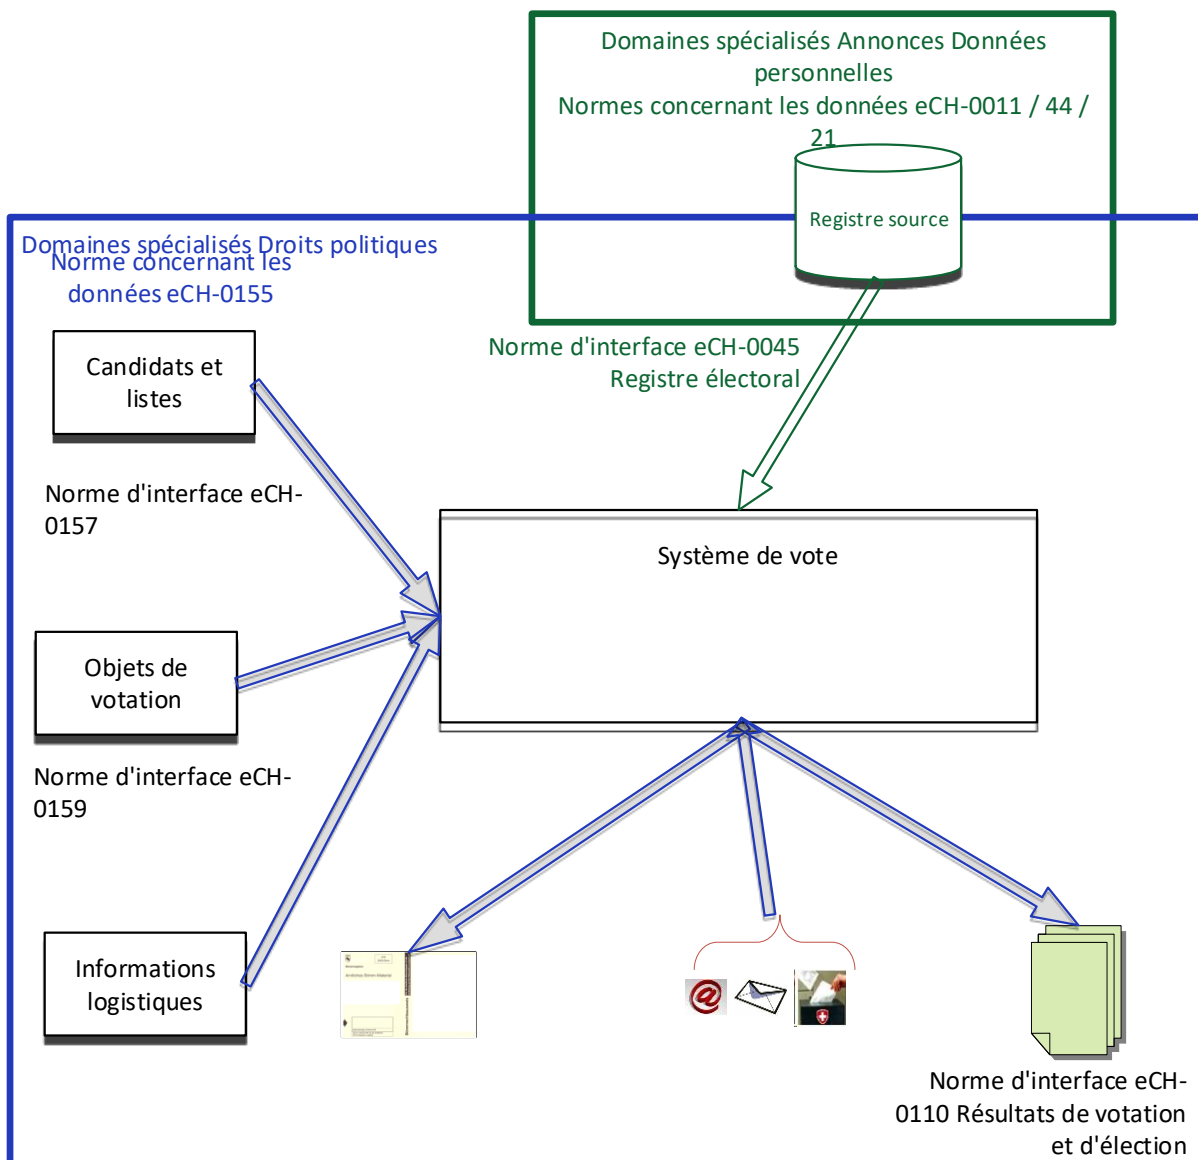 Domaines spécialisés Annonces Données
personnelles
Normes concernant les données eCH-0011 / 44 /
21
Registre source
Domaines spécialisés Droits politiques
Norme concernant les
données eCH-0155
Norme d'interface eCH-0045
Registre électoral
Candidats et
listes
Norme d'interface eCH-
0157
Système de vote
Objets de
votation
Norme d'interface eCH-
0159
Informations
logistiques
@
Norme d'interface eCH-
0110 Résultats de votation
et d'élection